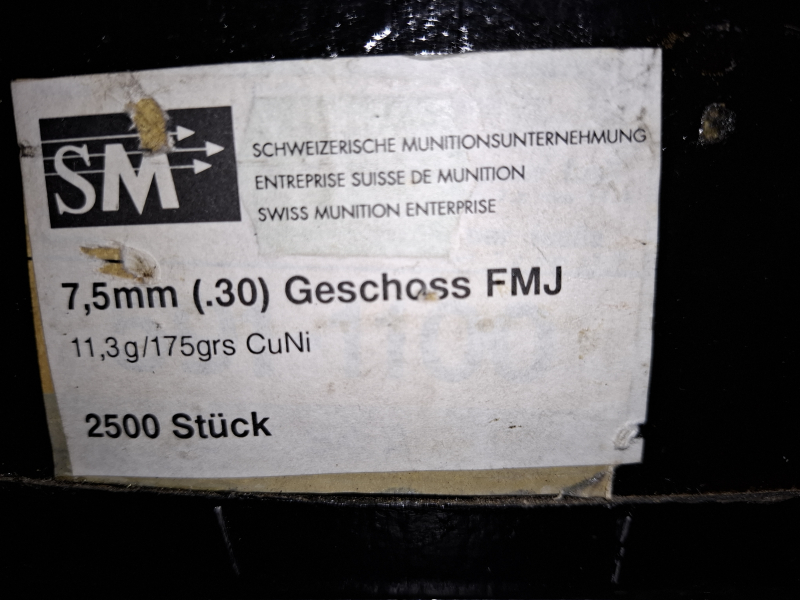 SM
SCHWEIZERISCHE MUNITIONSUNTERNEHMUNG
ENTREPRISE SUISSE DE MUNITION
SWISS MUNITION ENTERPRISE
7,5mm (.30) Geschoss FMJ
11,3g/175grs CuNi
2500 Stück